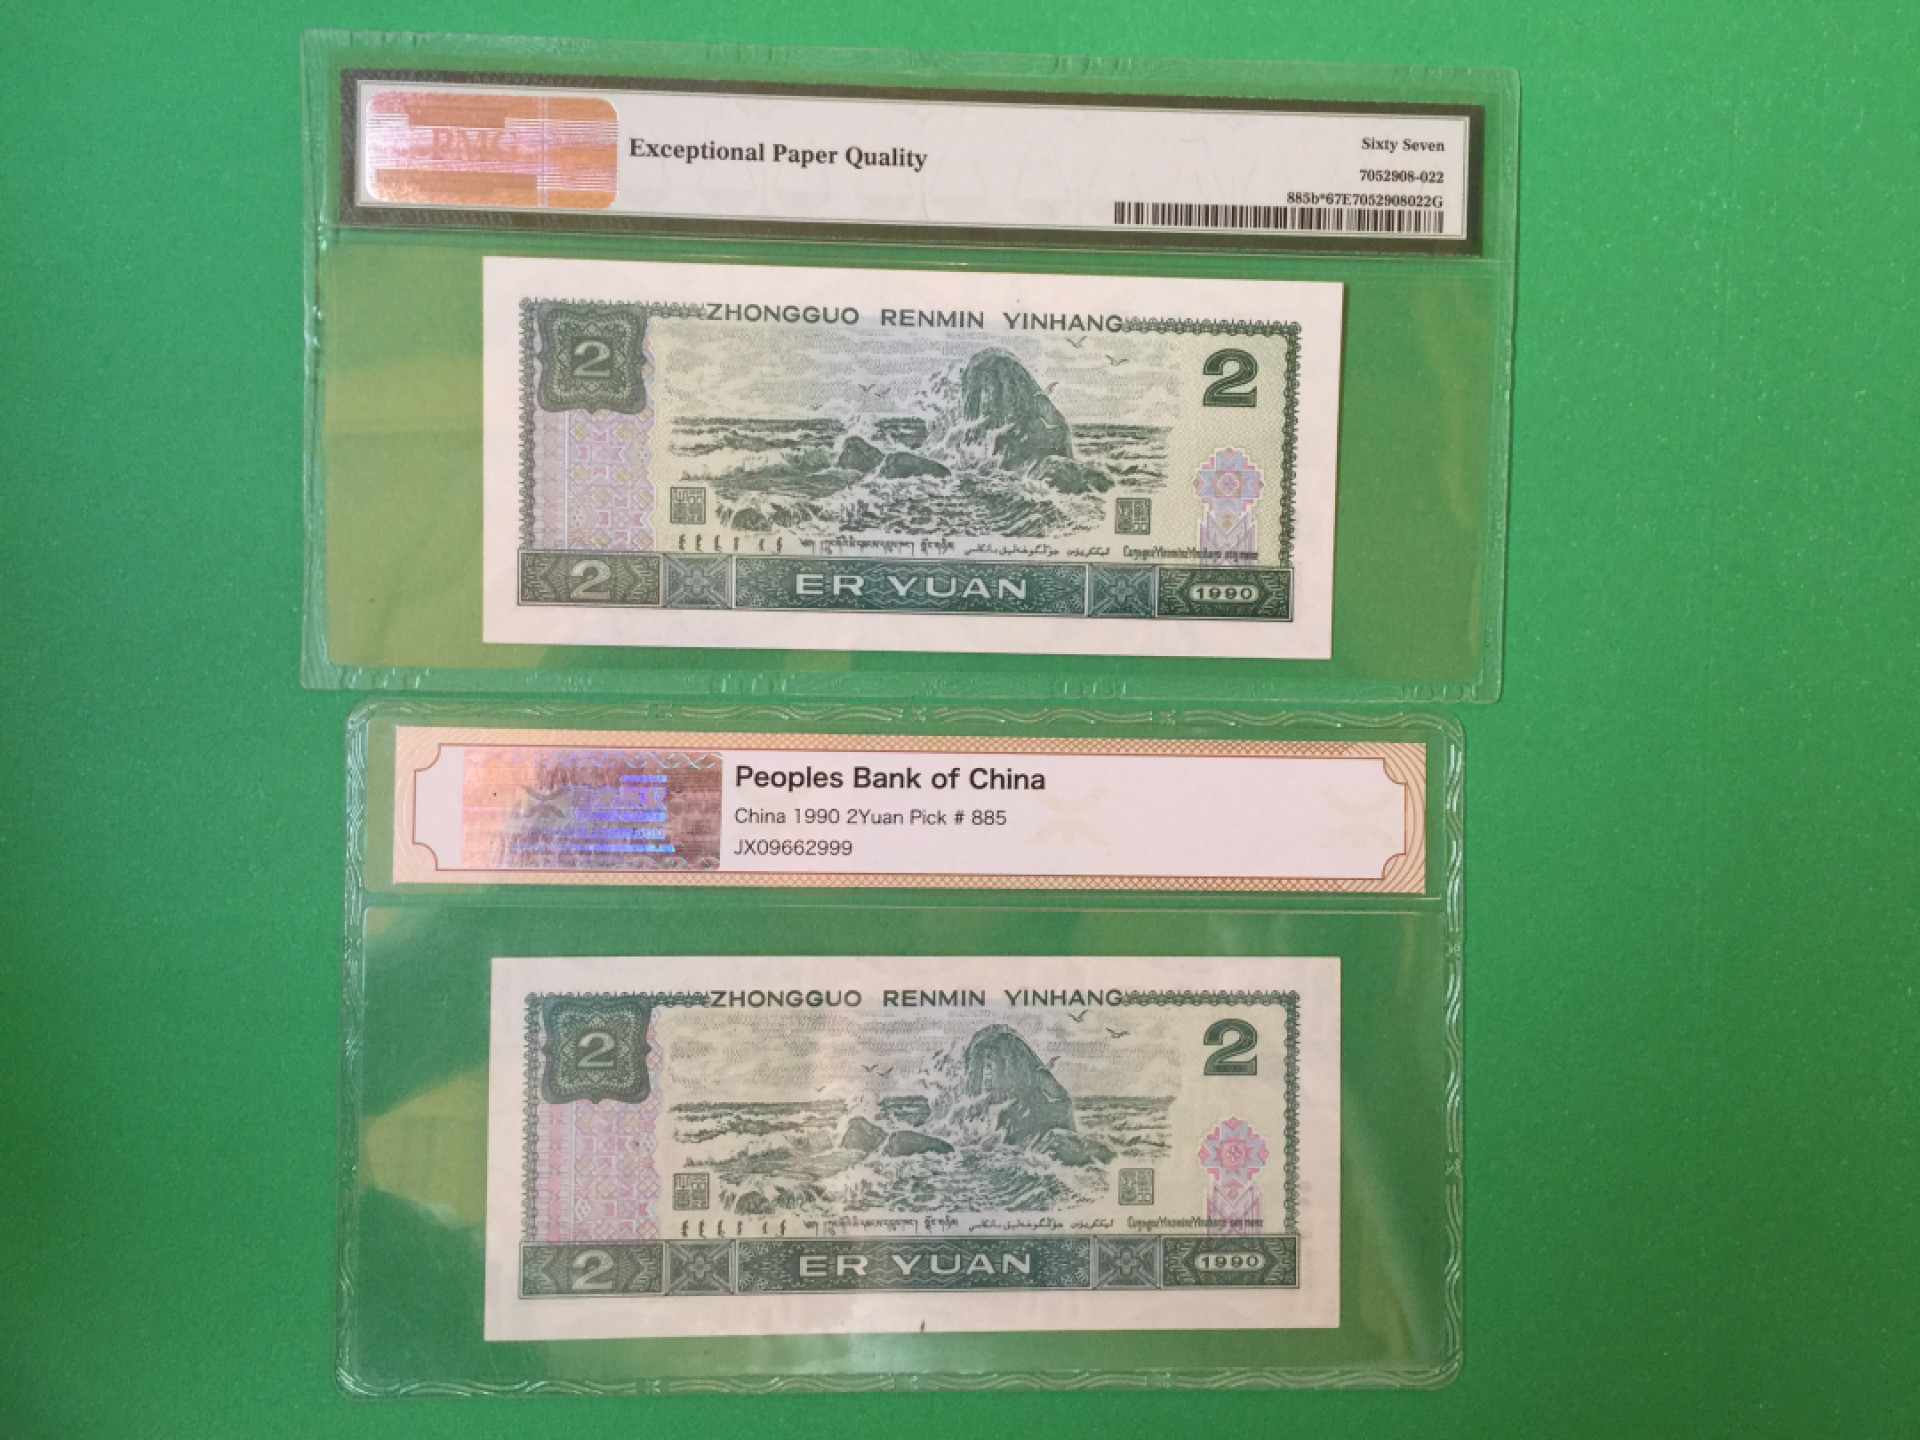 PMG
Exceptional Paper Quality
Sixty Seven
7052908-022
885b*67E7052908022G
ZHONGGUO RENMIN YINHANG
2
2
2
ER YUAN
1990
Peoples Bank of China
China 1990 2Yuan Pick # 885
JX09662999
ZHONGGUO RENMIN YINHANG
2
2
2
ER YUAN
1990